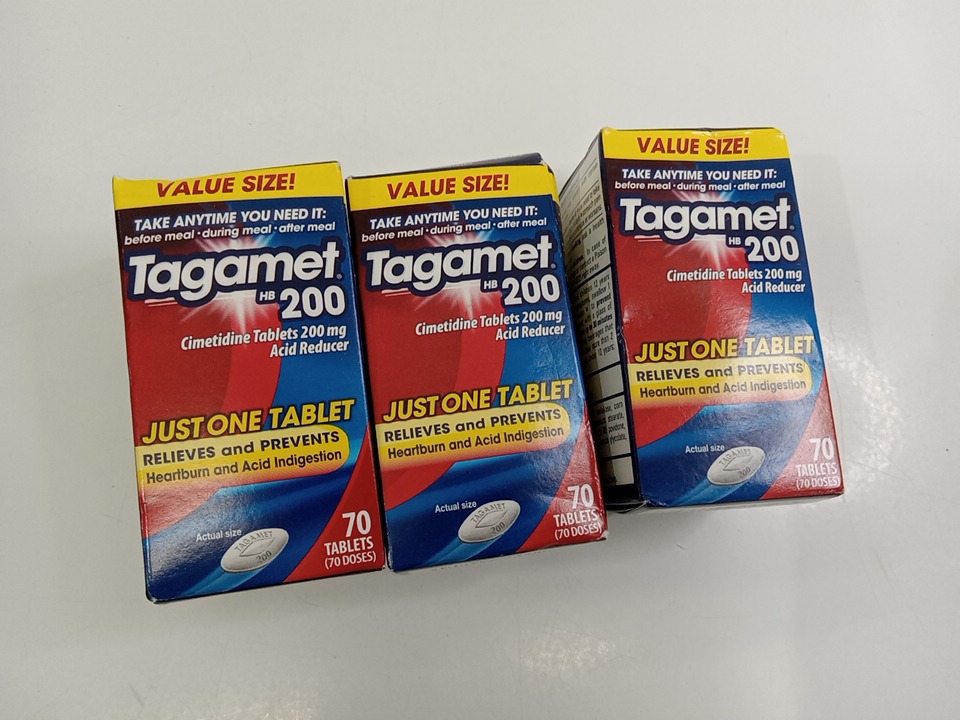 VALUE SIZE!
TAKE ANYTIME YOU NEED IT:
before meal • during meal • after meal
Tagamet®
HB 200
Cimetidine Tablets 200 mg
Acid Reducer
JUST ONE TABLET
RELIEVES and PREVENTS
Heartburn and Acid Indigestion
Actual size
TAGAMET
200
70
TABLETS
(70 DOSES)
VALUE SIZE!
TAKE ANYTIME YOU NEED IT:
before meal • during meal • after meal
Tagamet®
HB 200
Cimetidine Tablets 200 mg
Acid Reducer
JUST ONE TABLET
RELIEVES and PREVENTS
Heartburn and Acid Indigestion
Actual size
TAGAMET
200
70
TABLETS
(70 DOSES)
VALUE SIZE!
TAKE ANYTIME YOU NEED IT:
before meal • during meal • after meal
Tagamet®
HB 200
Cimetidine Tablets 200 mg
Acid Reducer
JUST ONE TABLET
RELIEVES and PREVENTS
Heartburn and Acid Indigestion
Actual size
TAGAMET
200
70
TABLETS
(70 DOSES)